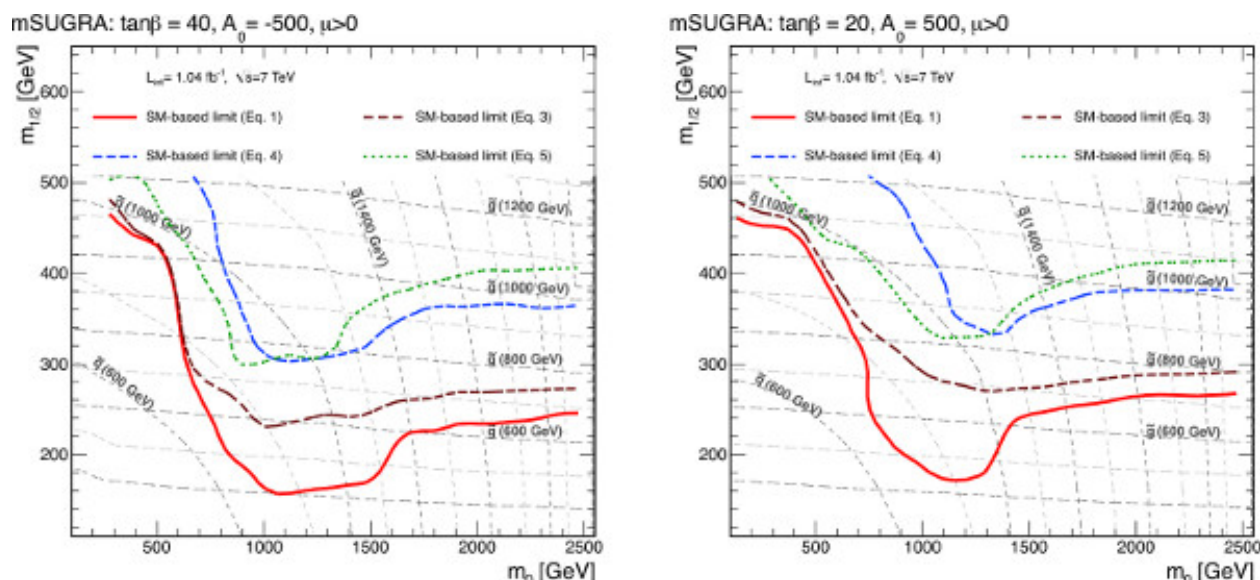 mSUGRA: tanβ = 40, A₀= -500, μ>0
L_int= 1.04 fb⁻¹, √s=7 TeV
SM-based limit (Eq. 1)
SM-based limit (Eq. 3)
SM-based limit (Eq. 4)
SM-based limit (Eq. 5)
m₁/₂ [GeV]
600
500
400
300
200
q̃ (1000 GeV)
q̃ (1400 GeV)
g̃ (1200 GeV)
g̃ (1000 GeV)
g̃ (800 GeV)
q̃ (600 GeV)
g̃ (600 GeV)
500 1000 1500 2000 2500
m₀ [GeV]
mSUGRA: tanβ = 20, A₀= 500, μ>0
L_int= 1.04 fb⁻¹, √s=7 TeV
SM-based limit (Eq. 1)
SM-based limit (Eq. 3)
SM-based limit (Eq. 4)
SM-based limit (Eq. 5)
m₁/₂ [GeV]
600
500
400
300
200
q̃ (1000 GeV)
q̃ (1400 GeV)
g̃ (1200 GeV)
g̃ (1000 GeV)
g̃ (800 GeV)
q̃ (600 GeV)
g̃ (600 GeV)
500 1000 1500 2000 2500
m₀ [GeV]